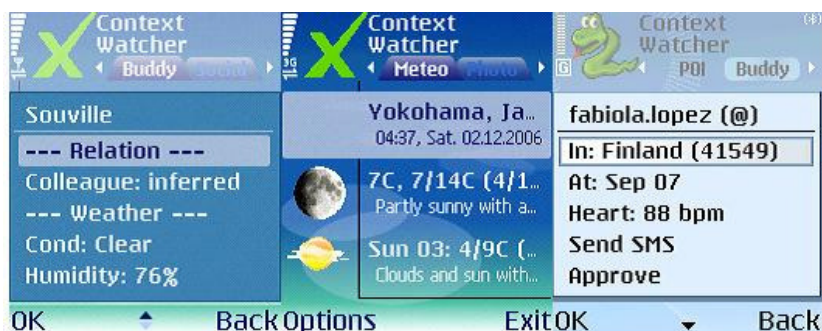 Context
Watcher
Buddy Social
Souville
--- Relation ---
Colleague: inferred
--- Weather ---
Cond: Clear
Humidity: 76%
OK Back
3G
Context
Watcher
Meteo Photo
Yokohama, Ja...
04:37, Sat. 02.12.2006
7C, 7/14C (4/1...
Partly sunny with a...
Sun 03: 4/9C (...
Clouds and sun with...
Options Exit
G
Context
Watcher
POI Buddy
fabiola.lopez (@)
In: Finland (41549)
At: Sep 07
Heart: 88 bpm
Send SMS
Approve
OK Back